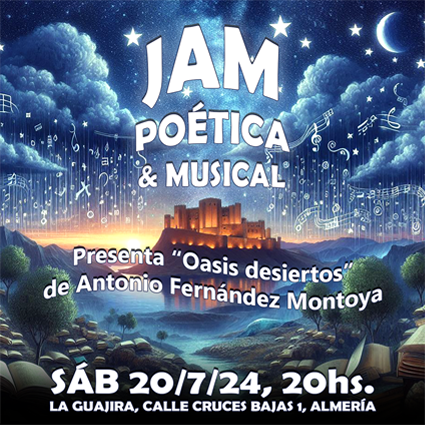 JAM
POÉTICA
& MUSICAL
Presenta “Oasis desiertos”
de Antonio Fernández Montoya
SÁB 20/7/24, 20hs.
LA GUAJIRA, CALLE CRUCES BAJAS 1, ALMERÍA